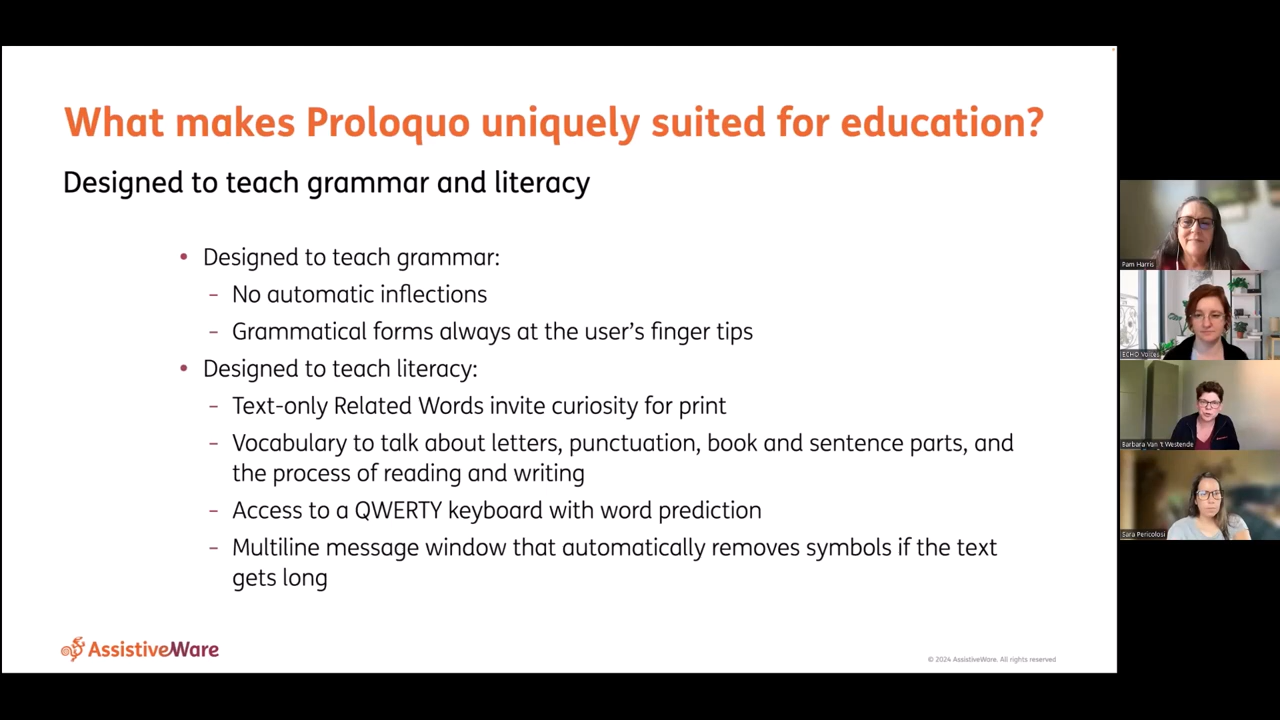 What makes Proloquo uniquely suited for education?
Designed to teach grammar and literacy
• Designed to teach grammar:
– No automatic inflections
– Grammatical forms always at the user’s finger tips
• Designed to teach literacy:
– Text-only Related Words invite curiosity for print
– Vocabulary to talk about letters, punctuation, book and sentence parts, and
the process of reading and writing
– Access to a QWERTY keyboard with word prediction
– Multiline message window that automatically removes symbols if the text
gets long
AssistiveWare
© 2024 AssistiveWare. All rights reserved
Pam Harris
ECHO Voices
Barbara Van 't Westende
Sara Pericolosi